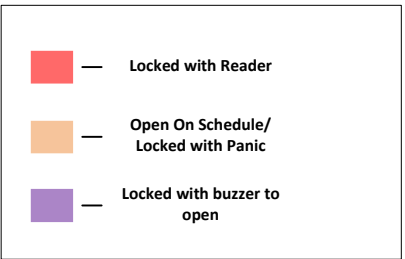 Locked with Reader
Open On Schedule/
Locked with Panic
Locked with buzzer to
open